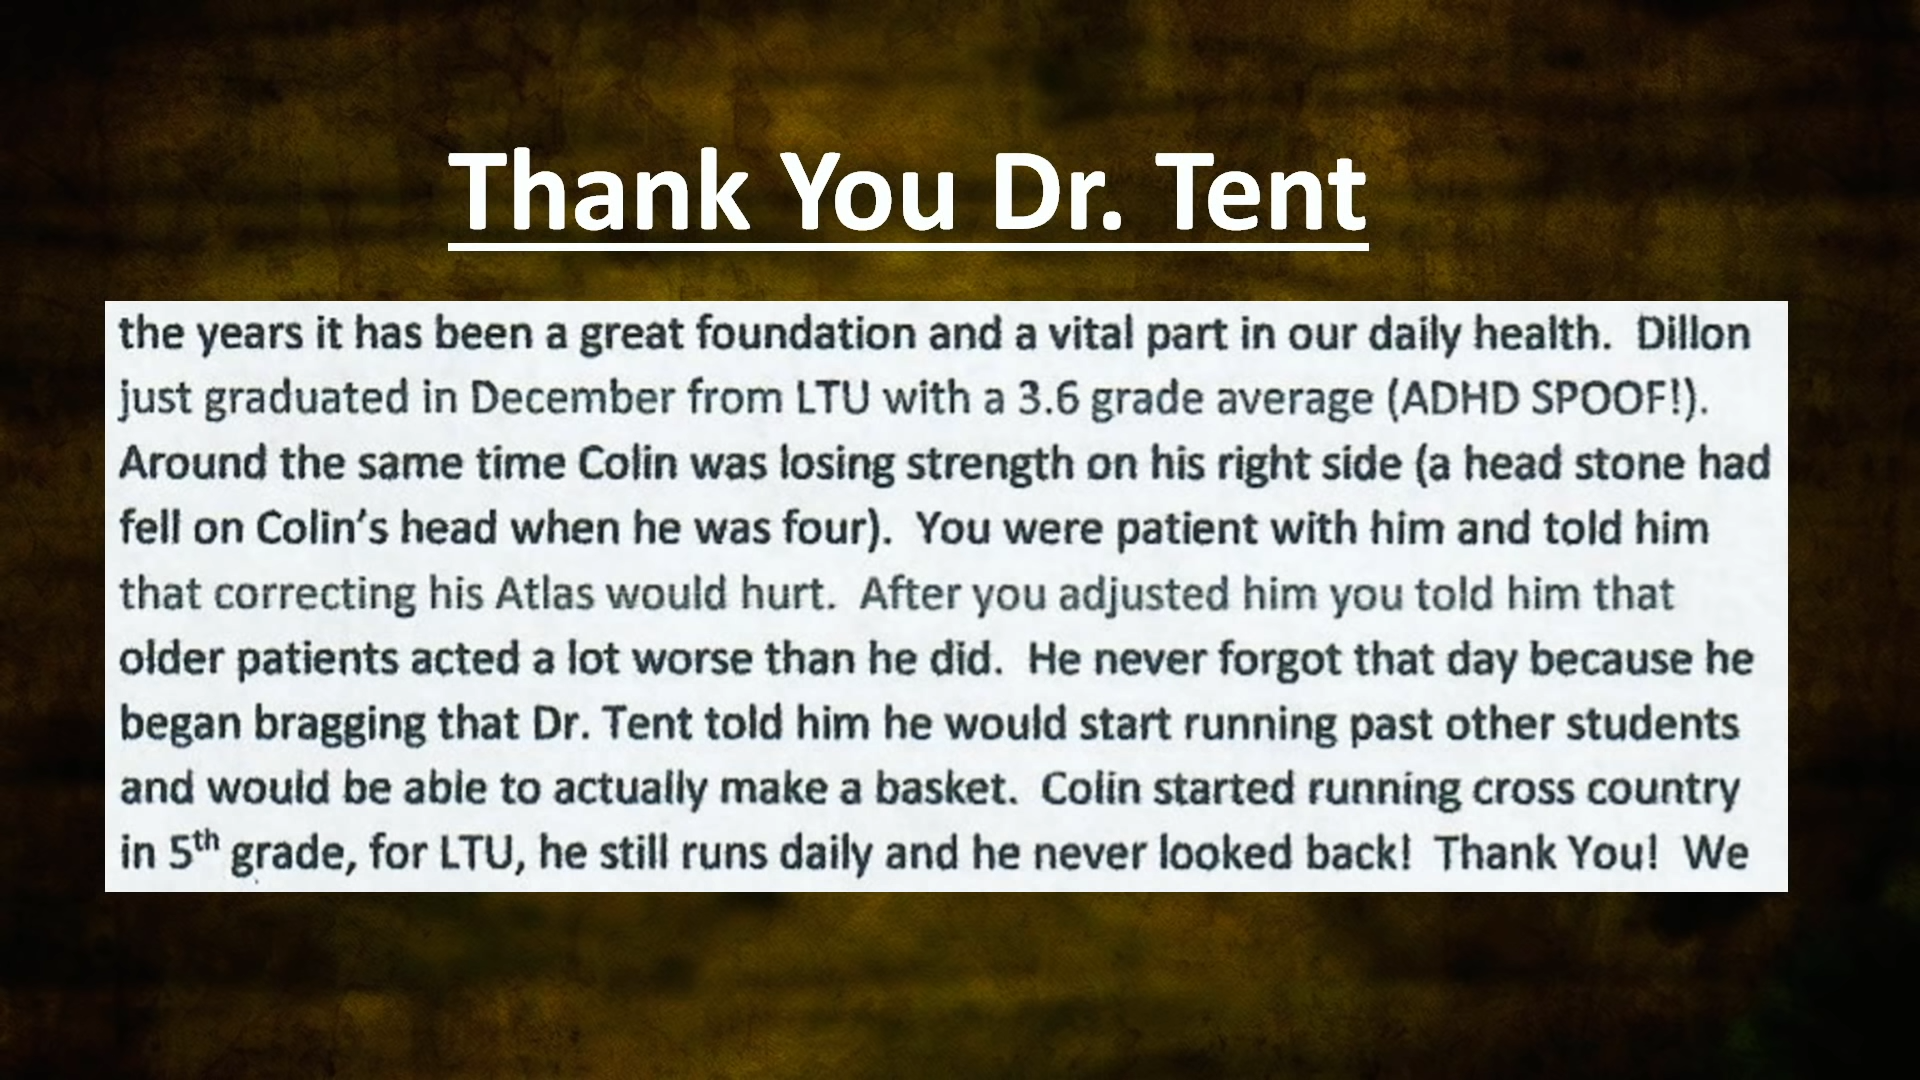 Thank You Dr. Tent
the years it has been a great foundation and a vital part in our daily health. Dillon
just graduated in December from LTU with a 3.6 grade average (ADHD SPOOF!).
Around the same time Colin was losing strength on his right side (a head stone had
fell on Colin's head when he was four). You were patient with him and told him
that correcting his Atlas would hurt. After you adjusted him you told him that
older patients acted a lot worse than he did. He never forgot that day because he
began bragging that Dr. Tent told him he would start running past other students
and would be able to actually make a basket. Colin started running cross country
in 5th grade, for LTU, he still runs daily and he never looked back! Thank You! We